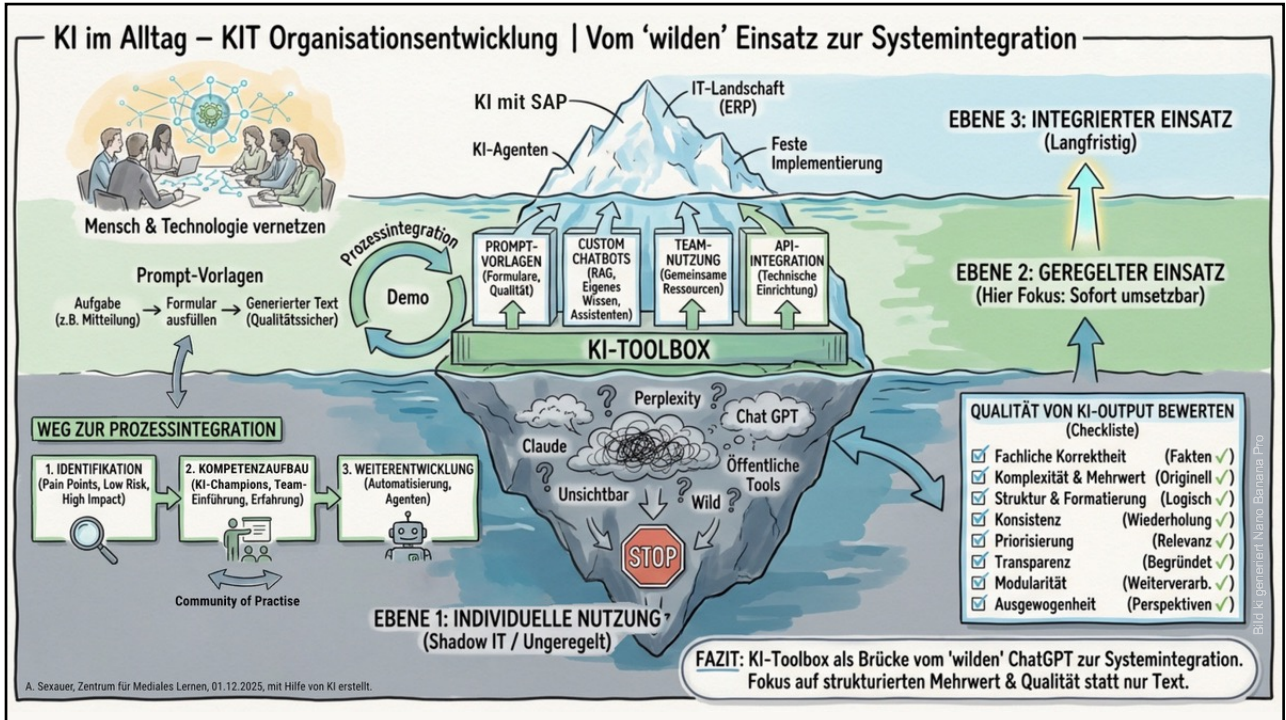 KI im Alltag – KIT Organisationsentwicklung | Vom 'wilden' Einsatz zur Systemintegration
Mensch & Technologie vernetzen
KI mit SAP
IT-Landschaft
(ERP)
KI-Agenten
Feste
Implementierung
EBENE 3: INTEGRIERTER EINSATZ
(Langfristig)
Prompt-Vorlagen
Aufgabe
(z.B. Mitteilung)
Formular
ausfüllen
Generierter Text
(Qualitätssicher)
Prozessintegration
Demo
PROMPT-
VORLAGEN
(Formulare,
Qualität)
CUSTOM
CHATBOTS
(RAG,
Eigenes
Wissen,
Assistenten)
TEAM-
NUTZUNG
(Gemeinsame
Ressourcen)
API-
INTEGRATION
(Technische
Einrichtung)
KI-TOOLBOX
EBENE 2: GEREGELTER EINSATZ
(Hier Fokus: Sofort umsetzbar)
WEG ZUR PROZESSINTEGRATION
1. IDENTIFIKATION
(Pain Points, Low Risk,
High Impact)
2. KOMPETENZAUFBAU
(KI-Champions, Team-
Einführung, Erfahrung)
3. WEITERENTWICKLUNG
(Automatisierung,
Agenten)
Community of Practise
? Perplexity ?
Chat GPT
Claude
?
Öffentliche
Tools
Unsichtbar
?
Wild ?
STOP
EBENE 1: INDIVIDUELLE NUTZUNG
(Shadow IT / Ungeregelt)
QUALITÄT VON KI-OUTPUT BEWERTEN
(Checkliste)
☑ Fachliche Korrektheit (Fakten ✓)
☑ Komplexität & Mehrwert (Originell ✓)
☑ Struktur & Formatierung (Logisch ✓)
☑ Konsistenz (Wiederholung ✓)
☑ Priorisierung (Relevanz ✓)
☑ Transparenz (Begründet ✓)
☑ Modularität (Weiterverarb. ✓)
☑ Ausgewogenheit (Perspektiven ✓)
Bild ki generiert Nano Banana Pro
FAZIT: KI-Toolbox als Brücke vom 'wilden' ChatGPT zur Systemintegration.
Fokus auf strukturierten Mehrwert & Qualität statt nur Text.
A. Sexauer, Zentrum für Mediales Lernen, 01.12.2025, mit Hilfe von KI erstellt.